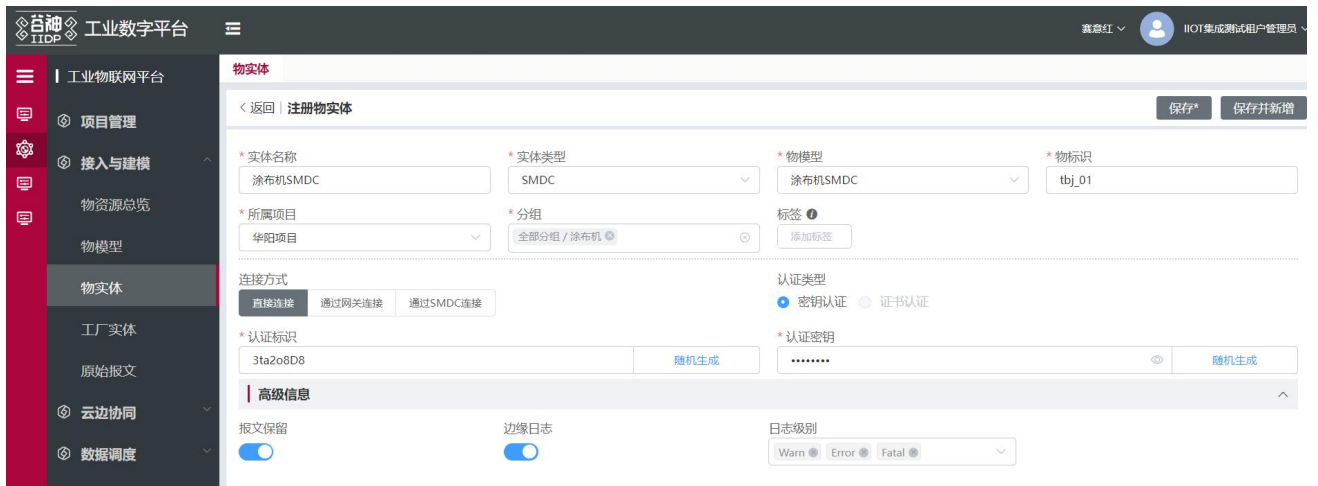 谷神 IIDP 工业数字平台 赛意红 IIOT集成测试租户管理员
工业物联网平台
项目管理
接入与建模
物资源总览
物模型
物实体
工厂实体
原始报文
云边协同
数据调度
物实体
返回 注册物实体 保存* 保存并新增
* 实体名称 * 实体类型 * 物模型 * 物标识
涂布机SMDC SMDC 涂布机SMDC tbj_01
* 所属项目 * 分组 标签
华阳项目 全部分组 / 涂布机 添加标签
连接方式 认证类型
直接连接 通过网关连接 通过SMDC连接 密钥认证 证书认证
* 认证标识 * 认证密钥
3ta2o8D8 随机生成 •••••••• 随机生成
高级信息
报文保留 边缘日志 日志级别
Warn Error Fatal